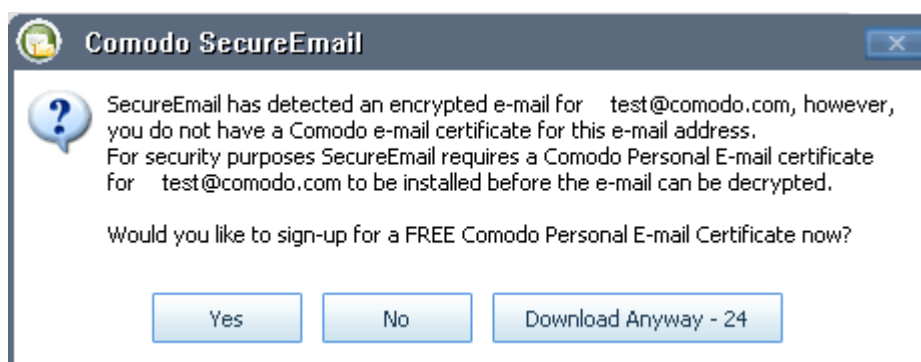 Comodo SecureEmail
SecureEmail has detected an encrypted e-mail for test@comodo.com, however,
you do not have a Comodo e-mail certificate for this e-mail address.
For security purposes SecureEmail requires a Comodo Personal E-mail certificate
for test@comodo.com to be installed before the e-mail can be decrypted.
Would you like to sign-up for a FREE Comodo Personal E-mail Certificate now?
Yes No Download Anyway - 24